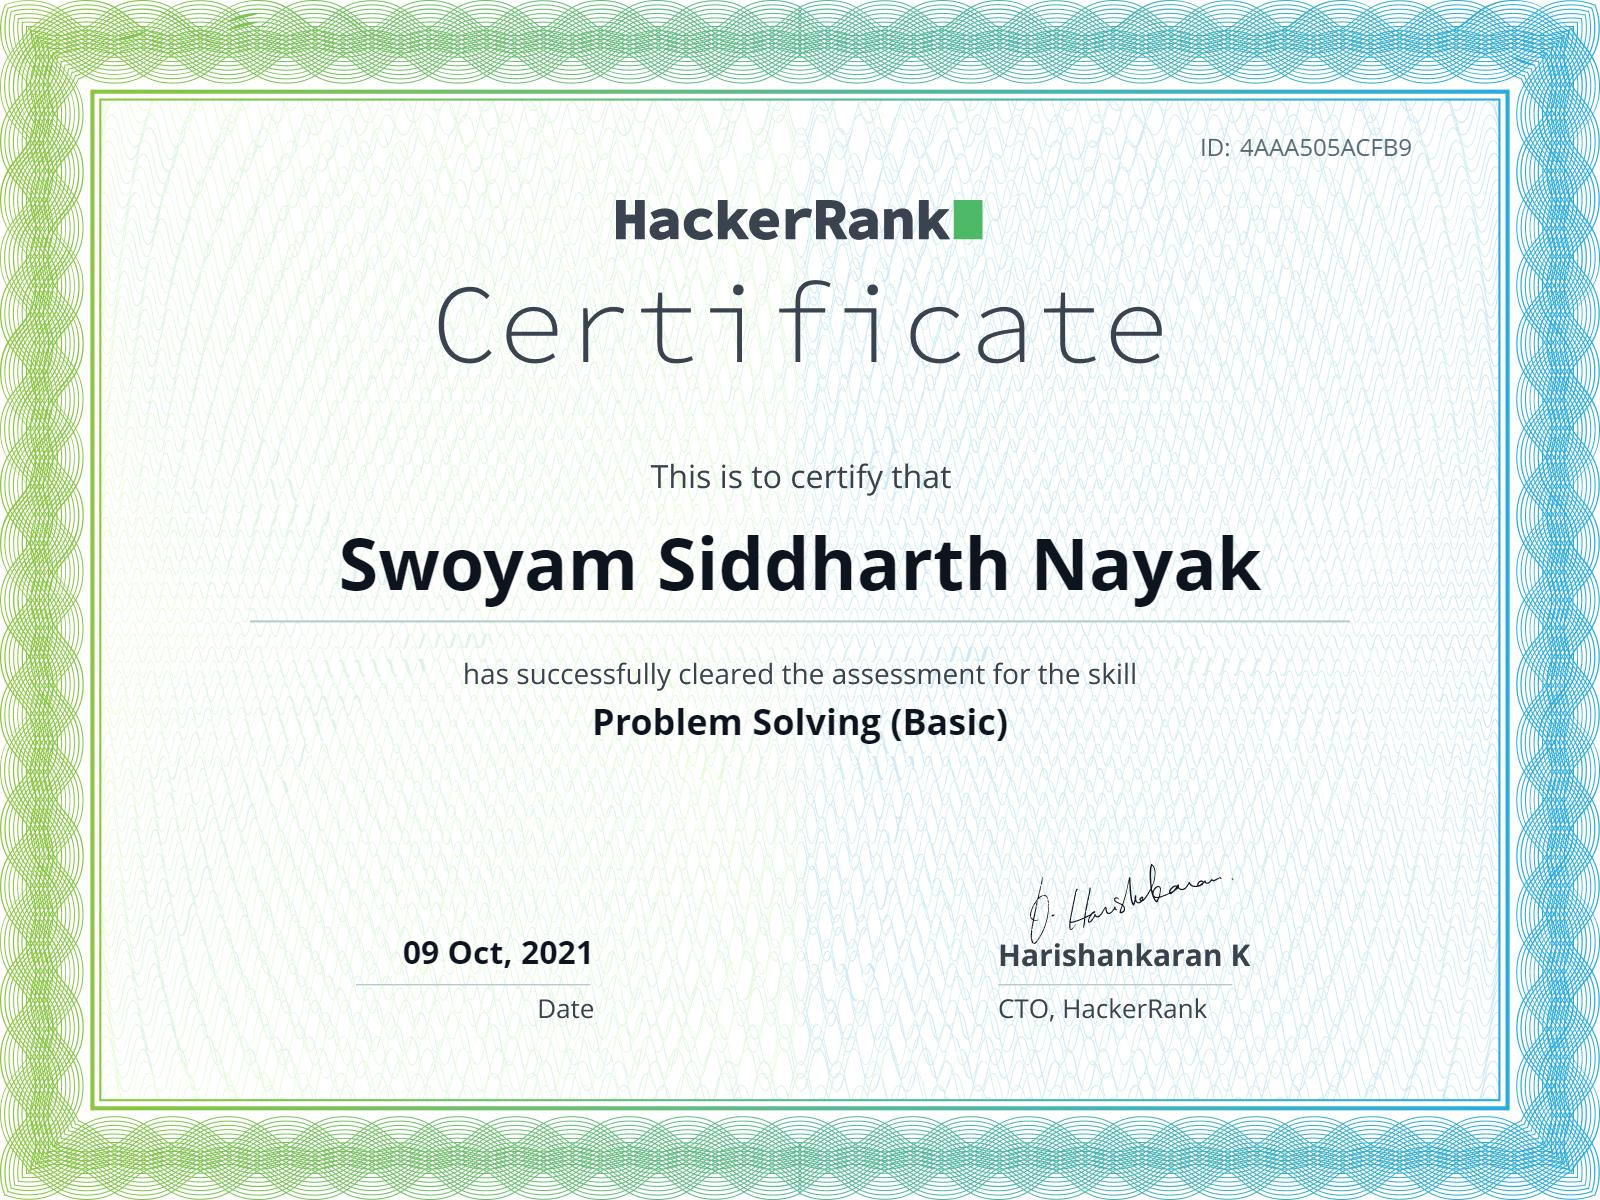 ID: 4AAA505ACFB9
HackerRank
Certificate
This is to certify that
Swoyam Siddharth Nayak
has successfully cleared the assessment for the skill
Problem Solving (Basic)
09 Oct, 2021
Date
J. Harishankaran
Harishankaran K
CTO, HackerRank